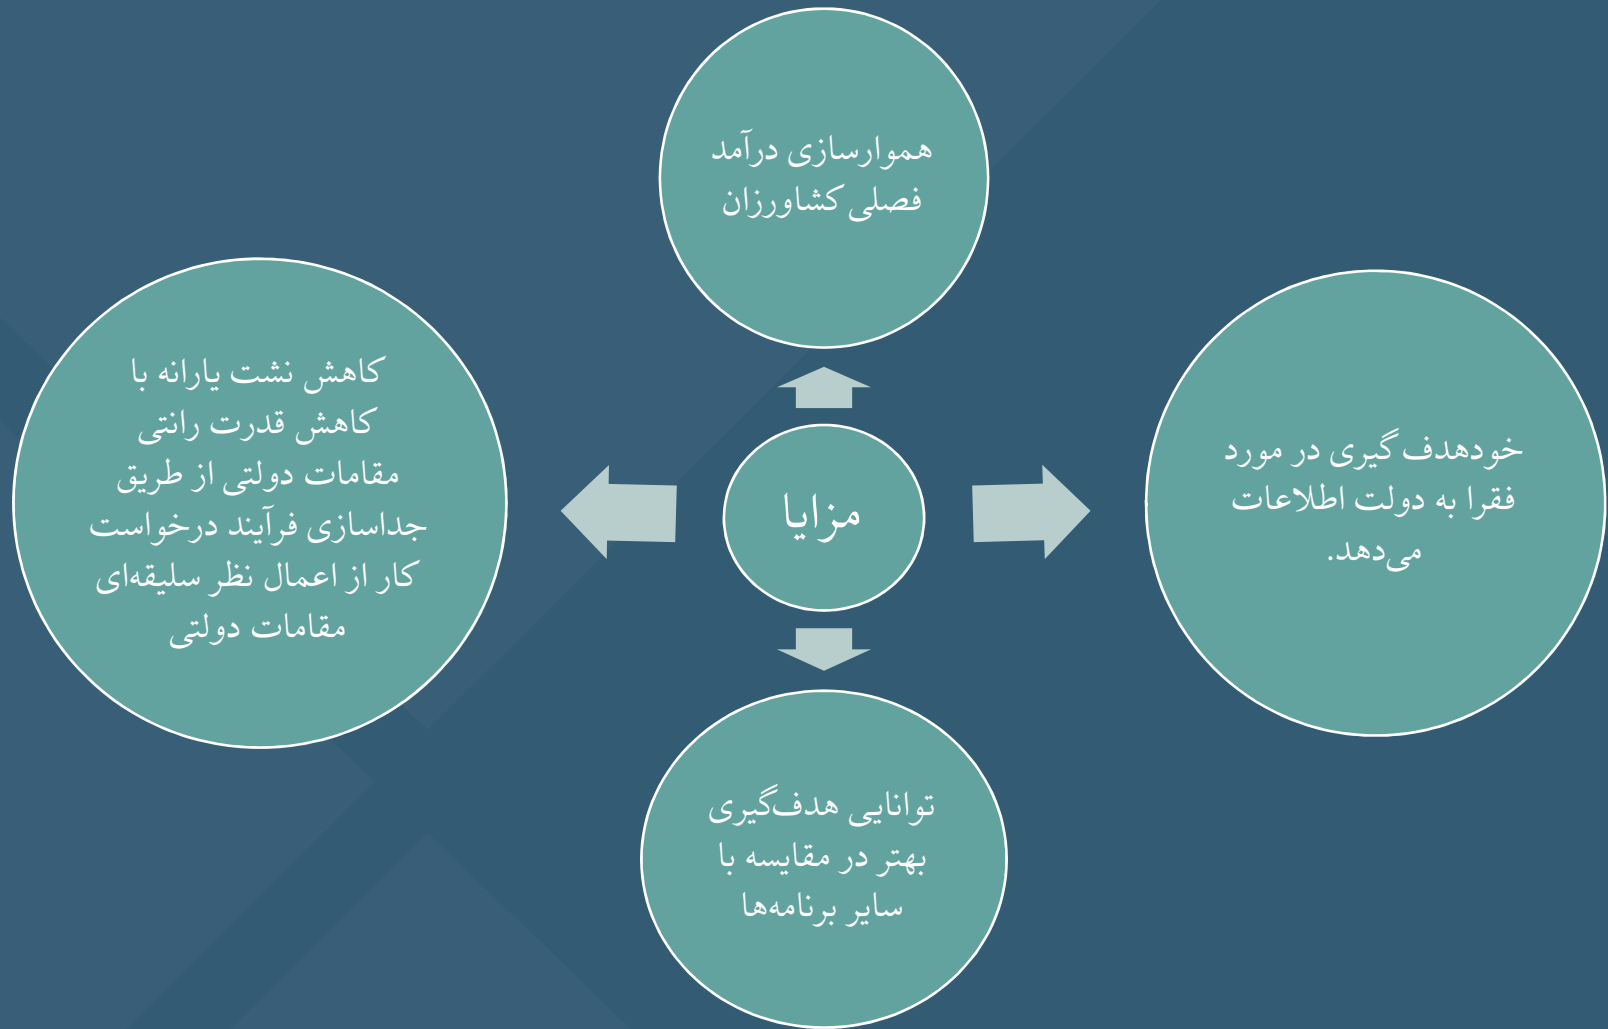 هموارسازی درآمد
فصلی کشاورزان
خودهدف گیری در مورد
فقرا به دولت اطلاعات
می‌دهد.
مزایا
کاهش نشت یارانه با
کاهش قدرت رانتی
مقامات دولتی از طریق
جداسازی فرآیند درخواست
کار از اعمال نظر سلیقه‌ای
مقامات دولتی
توانایی هدف‌گیری
بهتر در مقایسه با
سایر برنامه‌ها